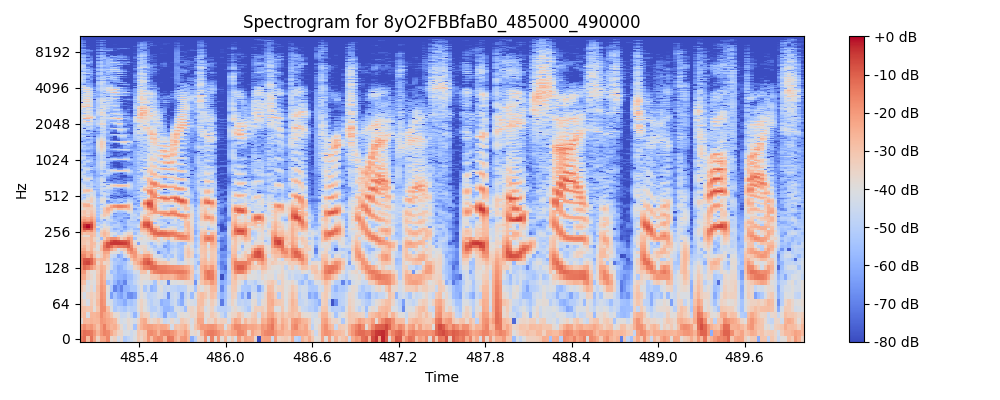 Spectrogram for 8yO2FBBfaB0_485000_490000
8192
4096
2048
1024
512
256
128
64
0
Hz
485.4 486.0 486.6 487.2 487.8 488.4 489.0 489.6
Time
+0 dB
-10 dB
-20 dB
-30 dB
-40 dB
-50 dB
-60 dB
-70 dB
-80 dB